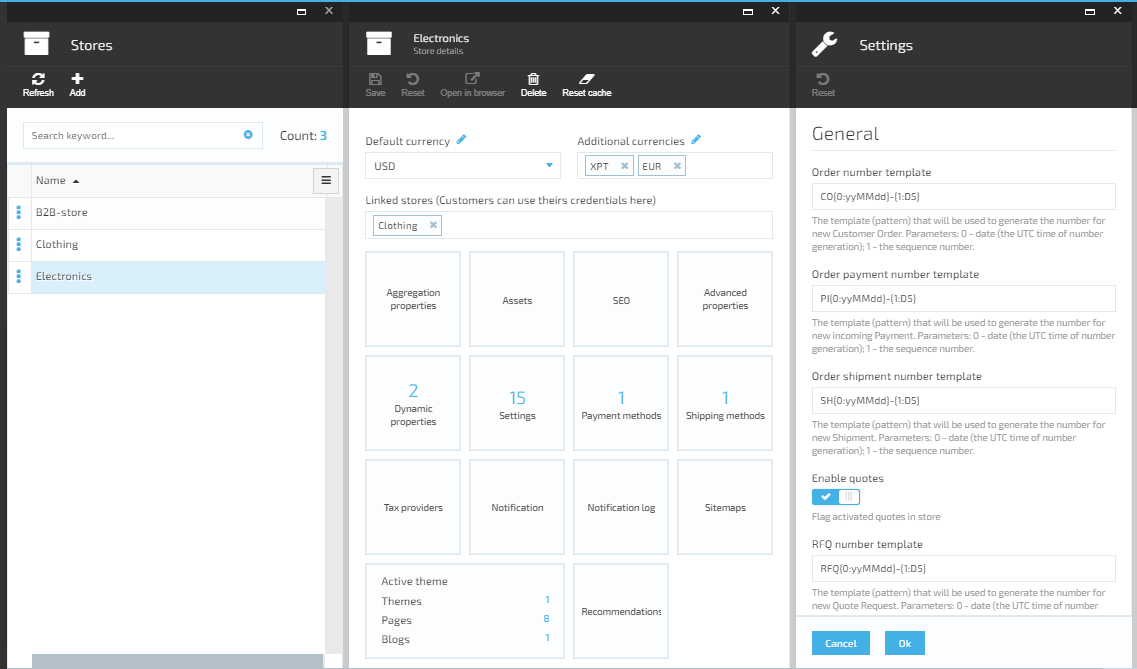 Stores
Refresh
Add
Search keyword...
Count: 3
Name
B2B-store
Clothing
Electronics
Electronics
Store details
Save
Reset
Open in browser
Delete
Reset cache
Default currency
Additional currencies
USD
XPT
EUR
Linked stores (Customers can use theirs credentials here)
Clothing
Aggregation
properties
Assets
SEO
Advanced
properties
2
Dynamic
properties
15
Settings
1
Payment methods
1
Shipping methods
Tax providers
Notification
Notification log
Sitemaps
Active theme
Themes 1
Pages 8
Blogs 1
Recommendations
Settings
Reset
General
Order number template
CO{0:yyMMdd}-{1:D5}
The template (pattern) that will be used to generate the number for
new Customer Order. Parameters: 0 - date (the UTC time of number
generation); 1 - the sequence number.
Order payment number template
PI{0:yyMMdd}-{1:D5}
The template (pattern) that will be used to generate the number for
new incoming Payment. Parameters: 0 - date (the UTC time of number
generation); 1 - the sequence number.
Order shipment number template
SH{0:yyMMdd}-{1:D5}
The template (pattern) that will be used to generate the number for
new Shipment. Parameters: 0 - date (the UTC time of number
generation); 1 - the sequence number.
Enable quotes
Flag activated quotes in store
RFQ number template
RFQ{0:yyMMdd}-{1:D5}
The template (pattern) that will be used to generate the number for
new Quote Request. Parameters: 0 - date (the UTC time of number
Cancel
Ok